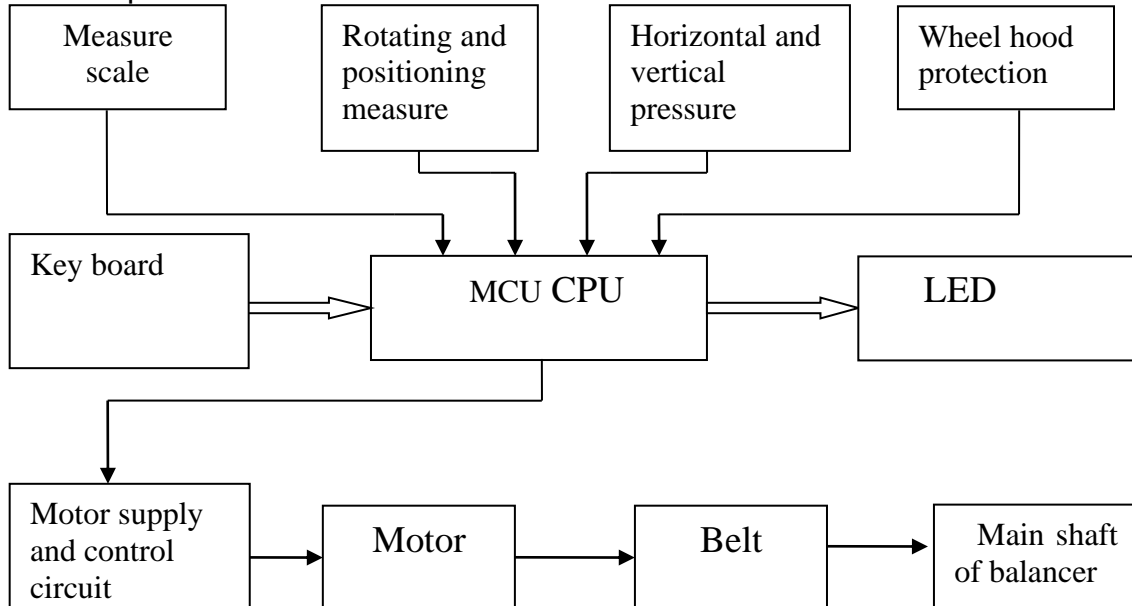 Measure
scale
Rotating and
positioning
measure
Horizontal and
vertical
pressure
Wheel hood
protection
Key board
MCU CPU
LED
Motor supply
and control
circuit
Motor
Belt
Main shaft
of balancer